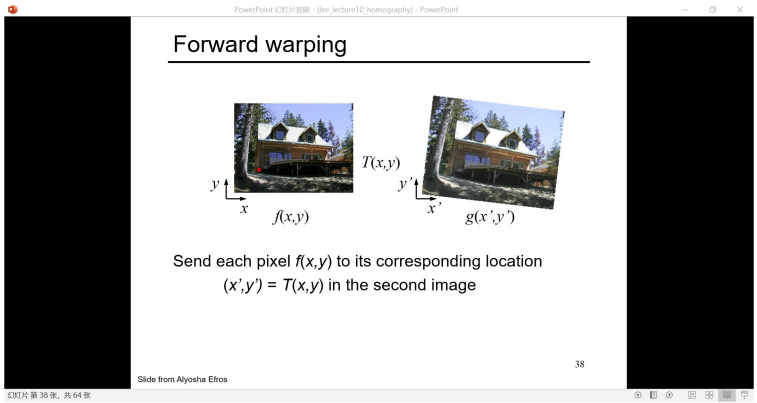 PowerPoint 幻灯片放映 - [lee_lecture10_homography] - PowerPoint
Forward warping
T(x,y)
y
y’
x
x’
f(x,y)
g(x’,y’)
Send each pixel f(x,y) to its corresponding location
(x’,y’) = T(x,y) in the second image
38
Slide from Alyosha Efros
幻灯片 第 38 张，共 64 张